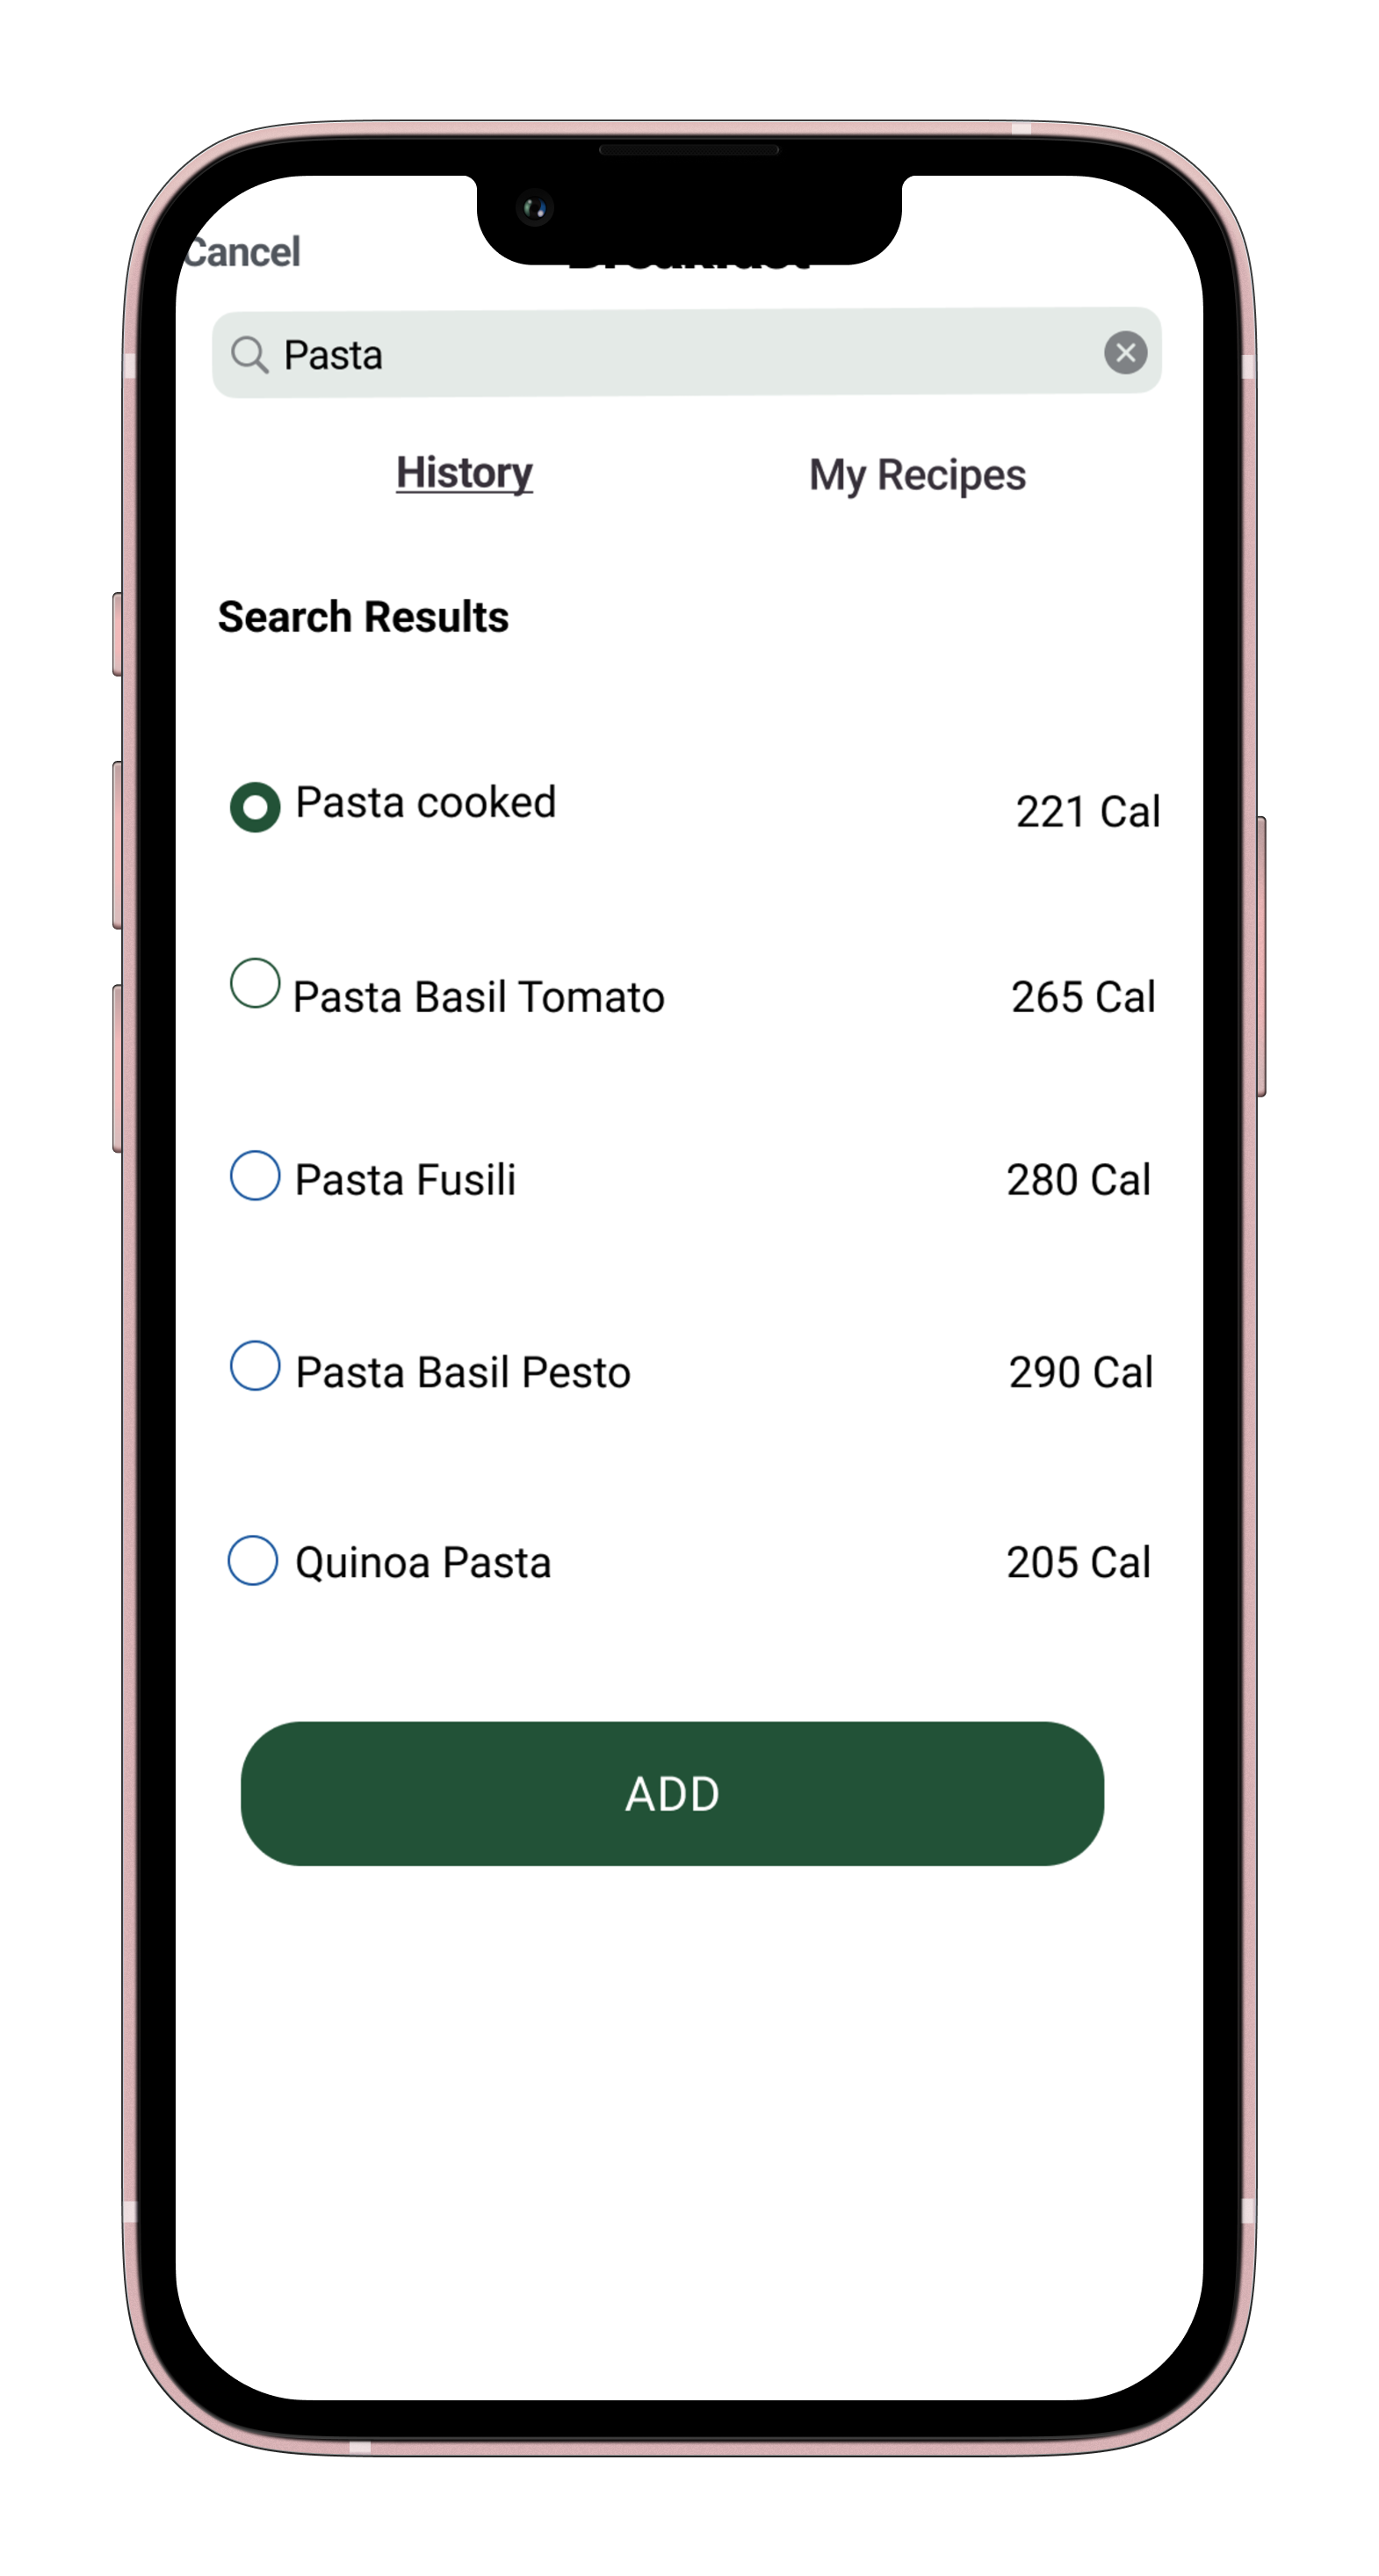 Cancel
Pasta
History
My Recipes
Search Results
Pasta cooked
221 Cal
Pasta Basil Tomato
265 Cal
Pasta Fusili
280 Cal
Pasta Basil Pesto
290 Cal
Quinoa Pasta
205 Cal
ADD